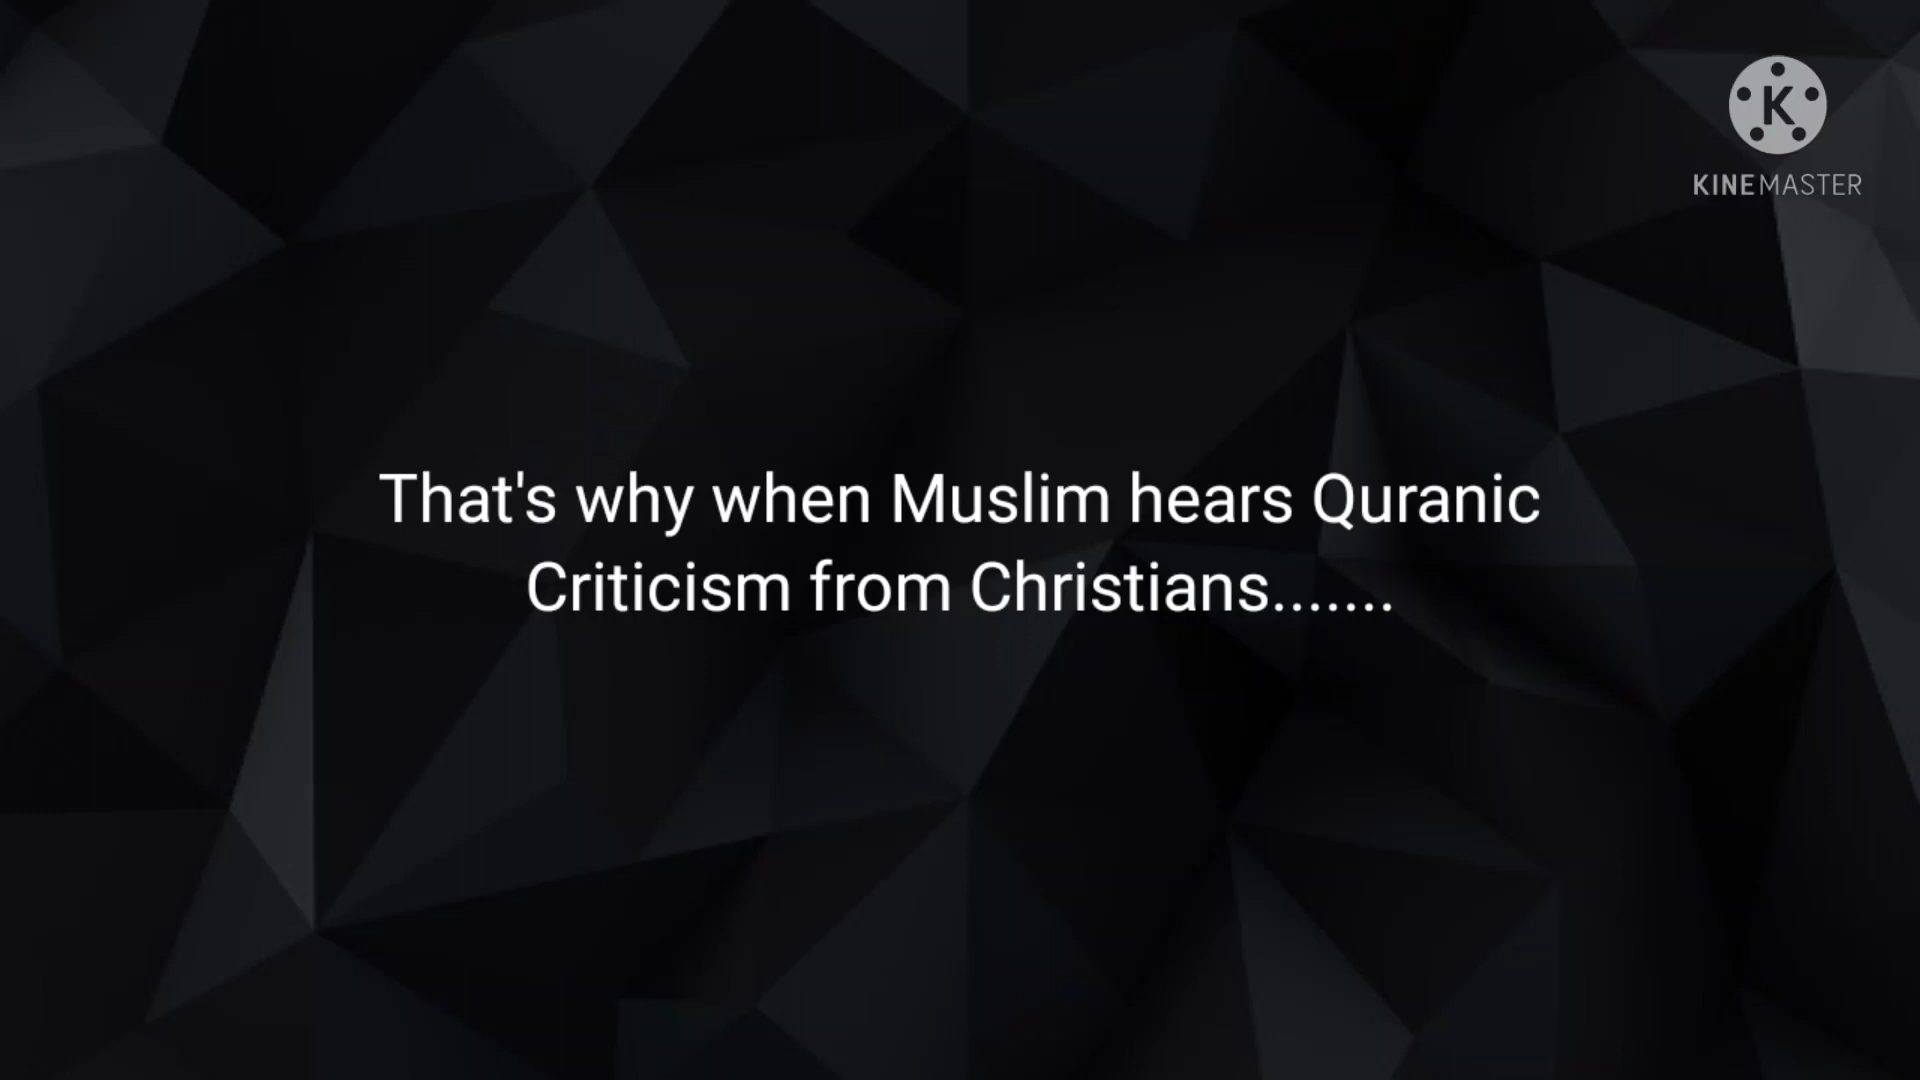 K
KINEMASTER
That's why when Muslim hears Quranic
Criticism from Christians.......